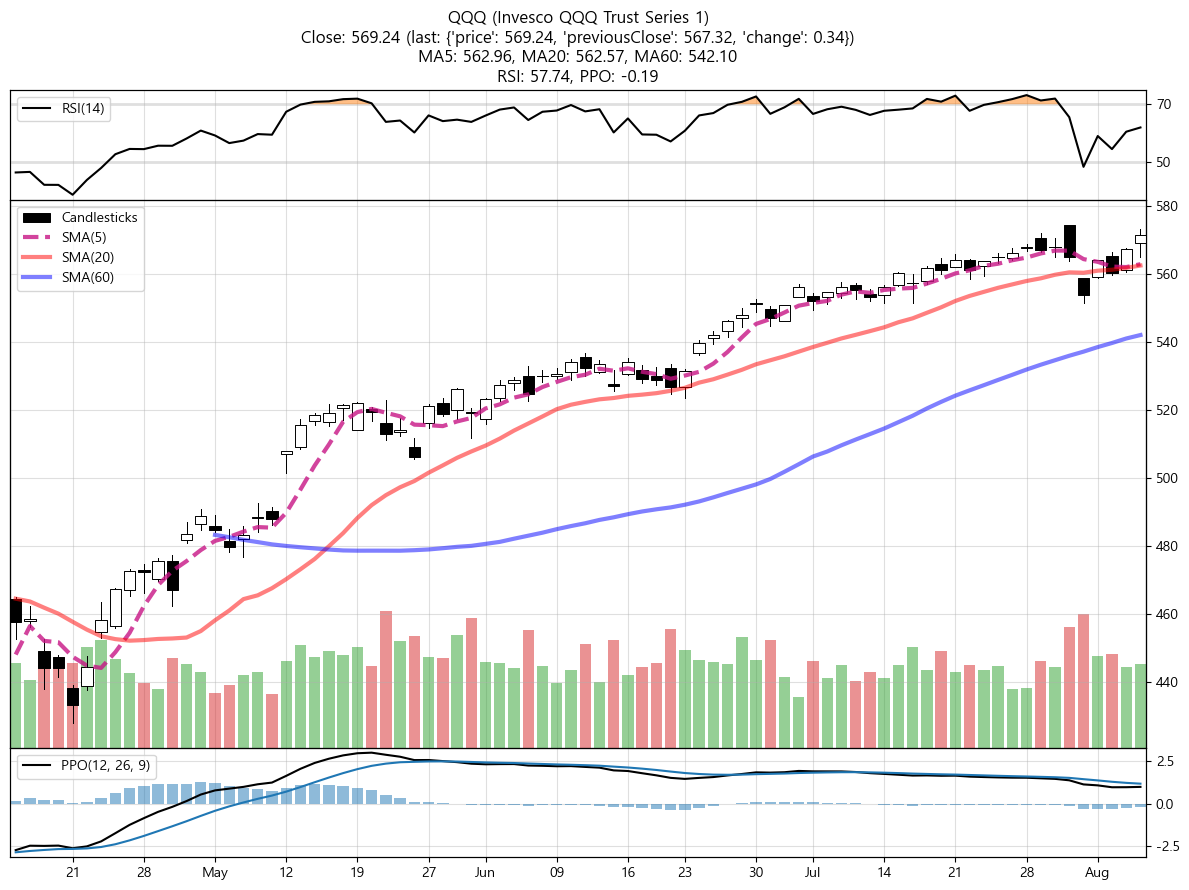 QQQ (Invesco QQQ Trust Series 1)
Close: 569.24 (last: {'price': 569.24, 'previousClose': 567.32, 'change': 0.34})
MA5: 562.96, MA20: 562.57, MA60: 542.10
RSI: 57.74, PPO: -0.19
RSI(14)
70
50
Candlesticks
SMA(5)
SMA(20)
SMA(60)
580
560
540
520
500
480
460
440
PPO(12, 26, 9)
2.5
0.0
−2.5
21 28 May 12 19 27 Jun 09 16 23 30 Jul 14 21 28 Aug